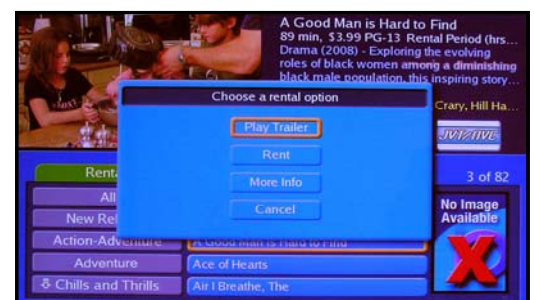 A Good Man is Hard to Find
89 min, $3.99 PG-13 Rental Period (hrs...
Drama (2008) - Exploring the evolving
roles of black women among a diminishing
black male population, this inspiring story...
Crary, Hill Ha...
Choose a rental option
Play Trailer
Rent
More Info
Cancel
Rent
3 of 82
All
New Rel
No Image
Available
Action-Adventure
A Good Man is Hard to Find
Adventure
Ace of Hearts
Chills and Thrills
Air I Breathe, The